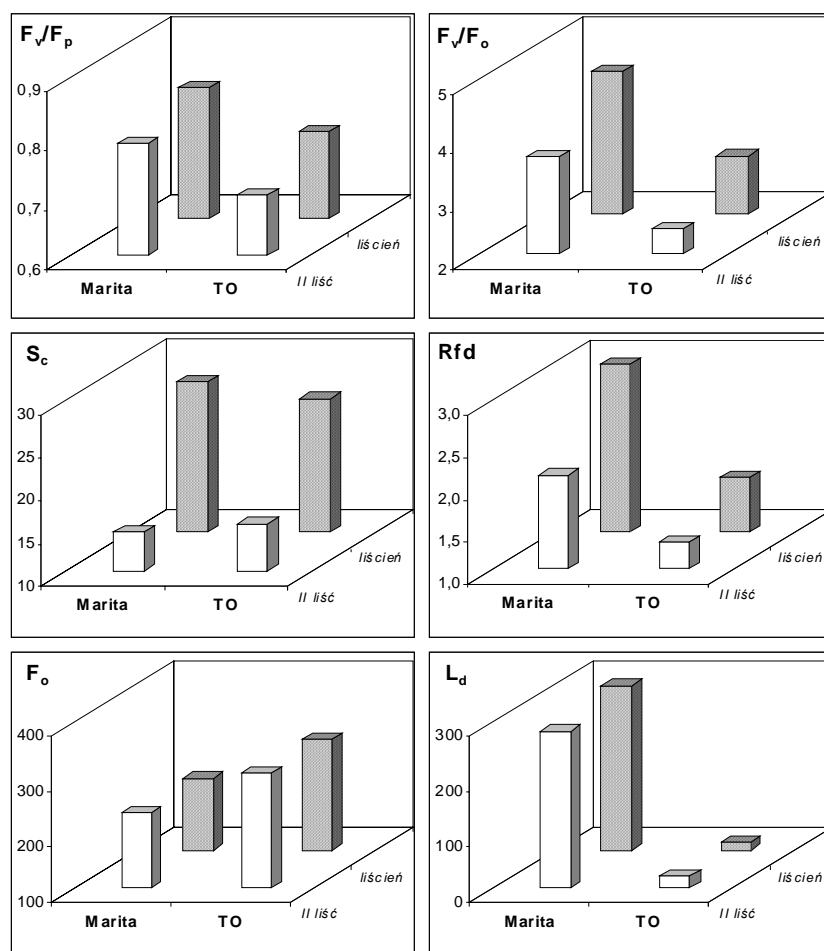 Fv/Fp
0,9
0,8
0,7
0,6
Marita
TO
II liść
liścień
Fv/Fo
5
4
3
2
Marita
TO
II liść
liścień
Sc
30
25
20
15
10
Marita
TO
II liść
liścień
Rfd
3,0
2,5
2,0
1,5
1,0
Marita
TO
II liść
liścień
Fo
400
300
200
100
Marita
TO
II liść
liścień
Ld
300
200
100
0
Marita
TO
II liść
liścień